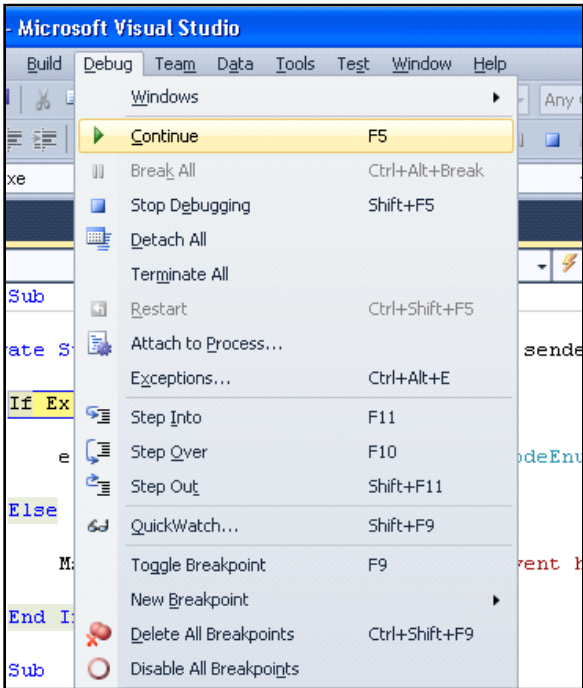 - Microsoft Visual Studio
Build Debug Team Data Tools Test Window Help
Windows
Any
Continue F5
Break All Ctrl+Alt+Break
xe
Stop Debugging Shift+F5
Detach All
Terminate All
Sub
Restart Ctrl+Shift+F5
rate S
Attach to Process... sende
Exceptions... Ctrl+Alt+E
If Ex
Step Into F11
e
Step Over F10
odeEnu
Step Out Shift+F11
Else
QuickWatch... Shift+F9
M
Toggle Breakpoint F9
vent h
New Breakpoint
End I
Delete All Breakpoints Ctrl+Shift+F9
Sub
Disable All Breakpoints